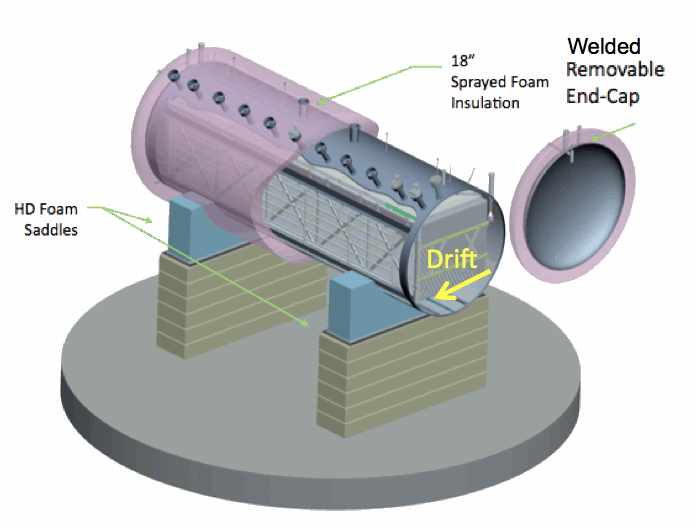 18”
Sprayed Foam
Insulation
Welded
Removable
End-Cap
HD Foam
Saddles
Drift